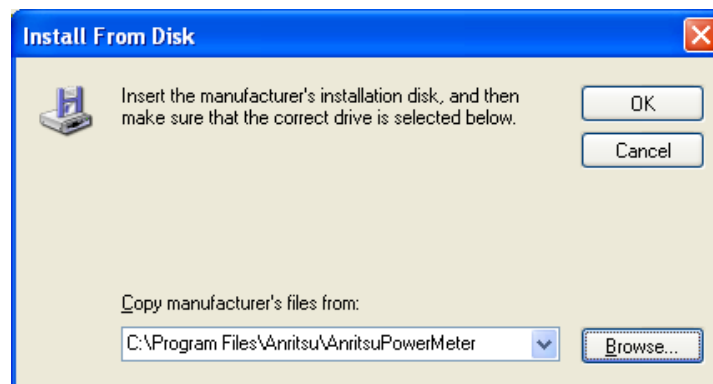 Install From Disk
Insert the manufacturer's installation disk, and then
make sure that the correct drive is selected below.
OK
Cancel
Copy manufacturer's files from:
C:\Program Files\Anritsu\AnritsuPowerMeter
Browse...